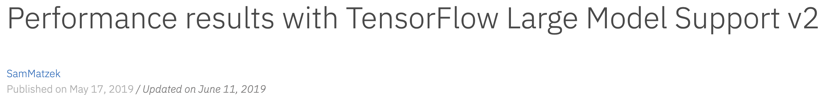 Performance results with TensorFlow Large Model Support v2
SamMatzek
Published on May 17, 2019 / Updated on June 11, 2019